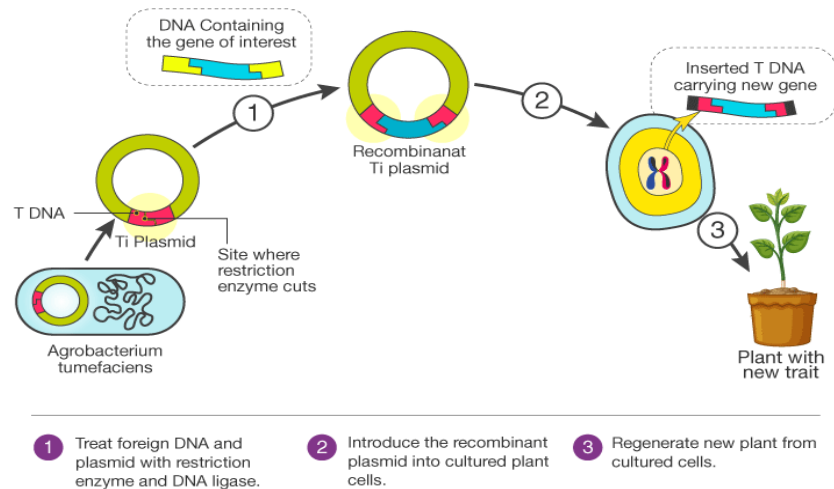 DNA Containing
the gene of interest
1
Recombinanat
Ti plasmid
2
Inserted T DNA
carrying new gene
T DNA
Ti Plasmid
Site where
restriction
enzyme cuts
3
Agrobacterium
tumefaciens
Plant with
new trait
1
Treat foreign DNA and
plasmid with restriction
enzyme and DNA ligase.
2
Introduce the recombinant
plasmid into cultured plant
cells.
3
Regenerate new plant from
cultured cells.